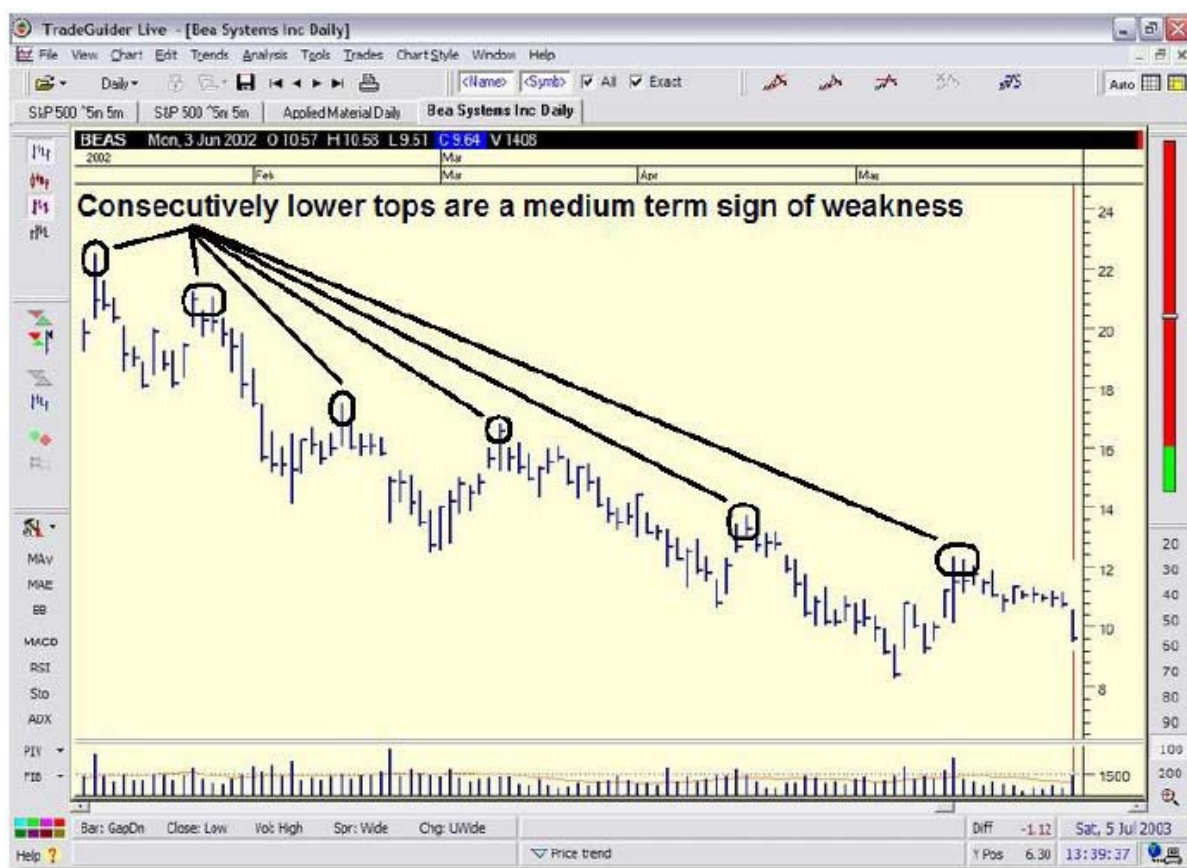 TradeGuider Live - [Bea Systems Inc Daily]
File View Chart Edit Trends Analysis Tools Trades Chart Style Window Help
Daily <Name> <Symb> All Exact Auto
S&P 500 ^5in 5m S&P 500 ^5in 5m Applied Material Daily Bea Systems Inc Daily
BEAS Mon, 3 Jun 2002 O 10.57 H 10.58 L 9.51 C 9.64 V 1408
2002 Mar
Feb Mar Apr May
Consecutively lower tops are a medium term sign of weakness
24
22
20
18
16
14
12
10
8
1500
MAv
MAE
BB
MACD
RSI
Sto
ADX
PIV
FIB
20
30
40
50
60
70
80
90
100
200
Bar: GapDn Close: Low Vol: High Spr: Wide Chg: UWide Diff -1.12 Sat, 5 Jul 2003
Help ? Price trend Y Pos 6.30 13:39:37